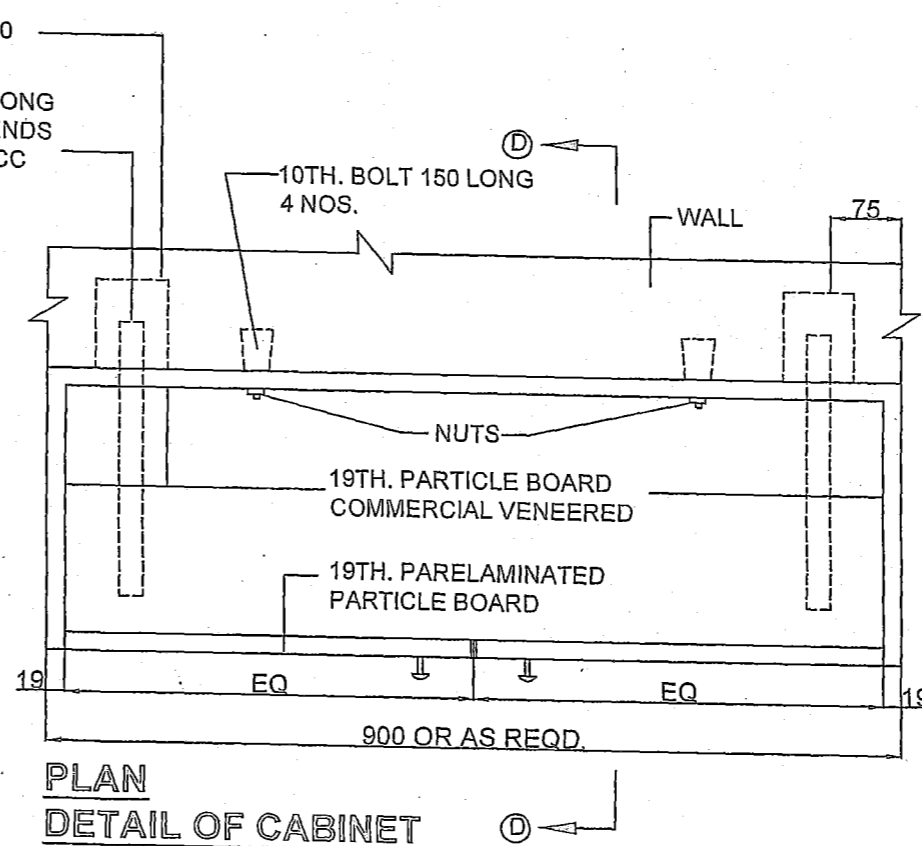 0
ONG
ENDS
CC
D
10TH. BOLT 150 LONG
4 NOS.
WALL
75
NUTS
19TH. PARTICLE BOARD
COMMERCIAL VENEERED
19TH. PARELAMINATED
PARTICLE BOARD
19
EQ
EQ
19
900 OR AS REQD.
PLAN
DETAIL OF CABINET
D